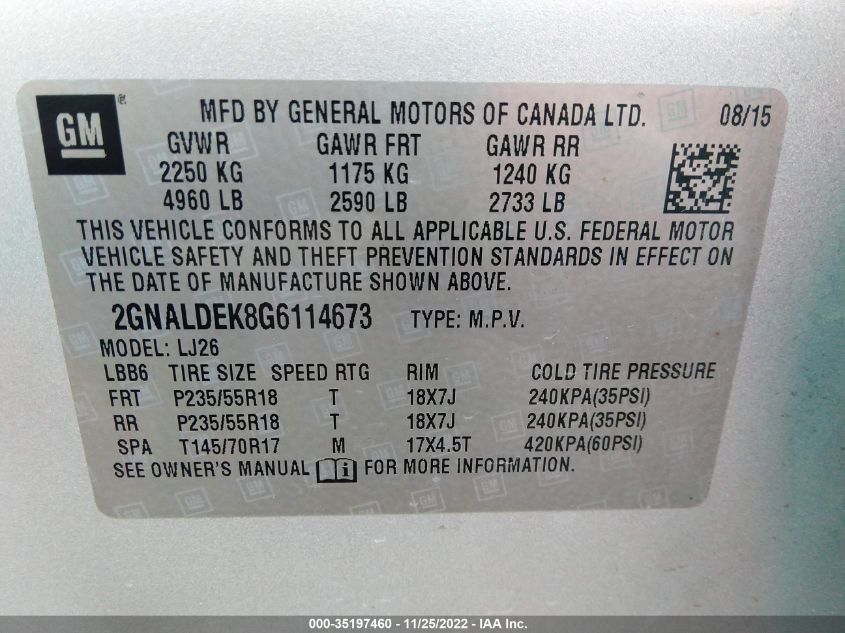 GM ® MFD BY GENERAL MOTORS OF CANADA LTD. 08/15
GVWR GAWR FRT GAWR RR
2250 KG 1175 KG 1240 KG
4960 LB 2590 LB 2733 LB
THIS VEHICLE CONFORMS TO ALL APPLICABLE U.S. FEDERAL MOTOR
VEHICLE SAFETY AND THEFT PREVENTION STANDARDS IN EFFECT ON
THE DATE OF MANUFACTURE SHOWN ABOVE.
2GNALDEK8G6114673 TYPE: M.P.V.
MODEL: LJ26
LBB6 TIRE SIZE SPEED RTG RIM COLD TIRE PRESSURE
FRT P235/55R18 T 18X7J 240KPA(35PSI)
RR P235/55R18 T 18X7J 240KPA(35PSI)
SPA T145/70R17 M 17X4.5T 420KPA(60PSI)
SEE OWNER'S MANUAL i FOR MORE INFORMATION.
000-35197460 - 11/25/2022 - IAA Inc.